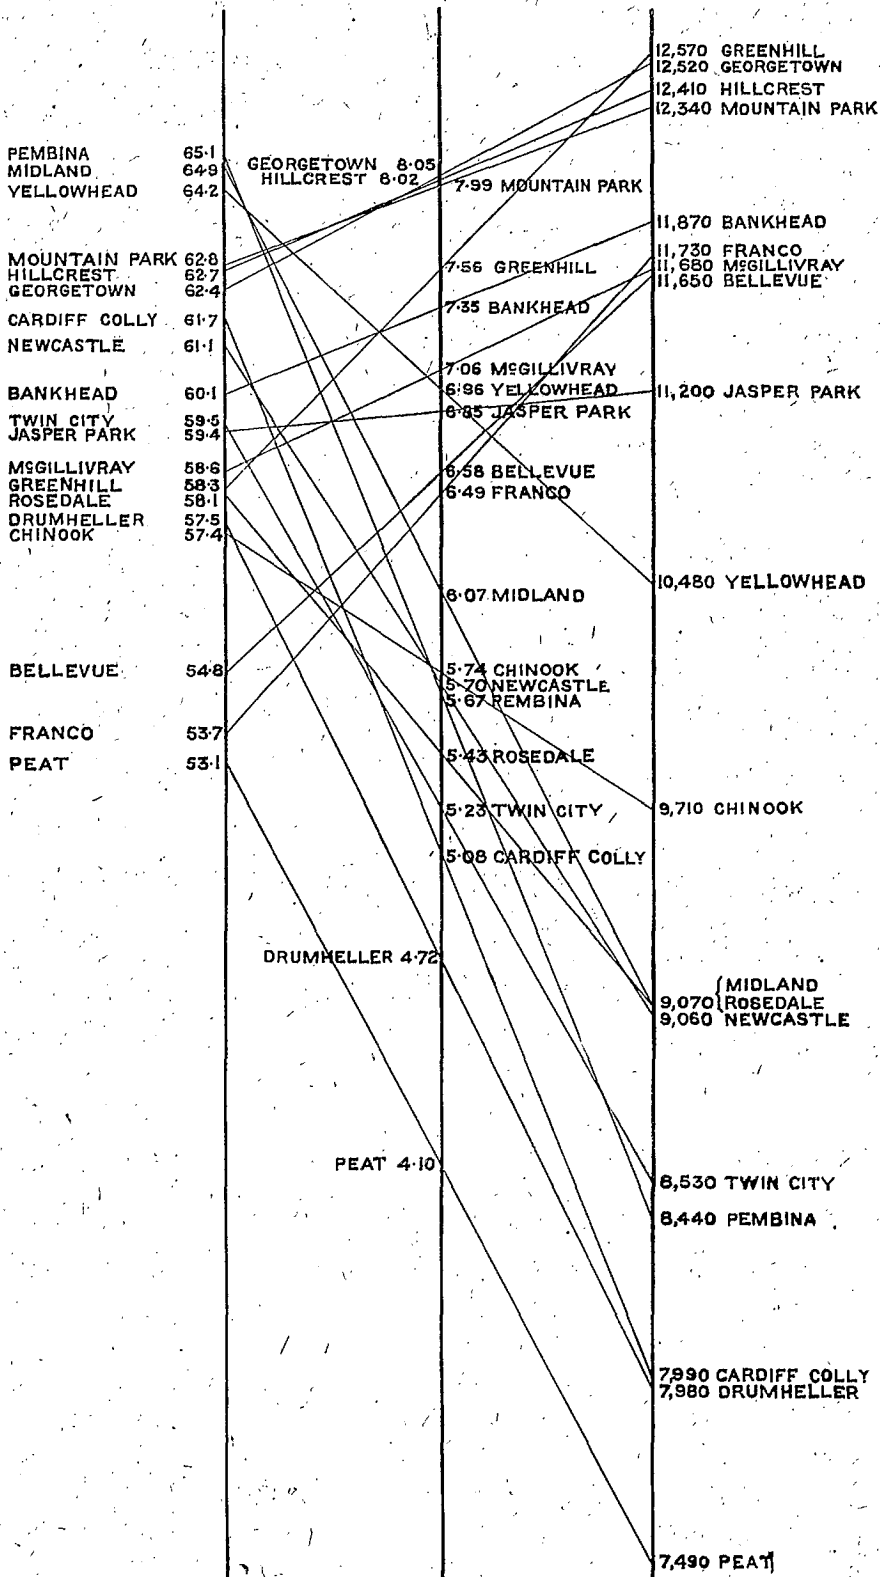 PEMBINA 65·1
MIDLAND 64·9
YELLOWHEAD 64·2
MOUNTAIN PARK 62·8
HILLCREST 62·7
GEORGETOWN 62·4
CARDIFF COLLY 61·7
NEWCASTLE 61·1
BANKHEAD 60·1
TWIN CITY 59·5
JASPER PARK 59·4
McGILLIVRAY 58·6
GREENHILL 58·3
ROSEDALE 58·1
DRUMHELLER 57·5
CHINOOK 57·4
BELLEVUE 54·8
FRANCO 53·7
PEAT 53·1
GEORGETOWN 8·05
HILLCREST 8·02
7·99 MOUNTAIN PARK
7·56 GREENHILL
7·35 BANKHEAD
7·06 McGILLIVRAY
6·96 YELLOWHEAD
6·85 JASPER PARK
6·58 BELLEVUE
6·49 FRANCO
6·07 MIDLAND
5·74 CHINOOK
5·70 NEWCASTLE
5·67 PEMBINA
5·43 ROSEDALE
5·23 TWIN CITY
5·08 CARDIFF COLLY
DRUMHELLER 4·72
PEAT 4·10
12,570 GREENHILL
12,520 GEORGETOWN
12,410 HILLCREST
12,340 MOUNTAIN PARK
11,870 BANKHEAD
11,730 FRANCO
11,680 McGILLIVRAY
11,650 BELLEVUE
11,200 JASPER PARK
10,480 YELLOWHEAD
9,710 CHINOOK
MIDLAND
9,070 ROSEDALE
9,060 NEWCASTLE
8,530 TWIN CITY
8,440 PEMBINA
7,990 CARDIFF COLLY
7,980 DRUMHELLER
7,490 PEAT